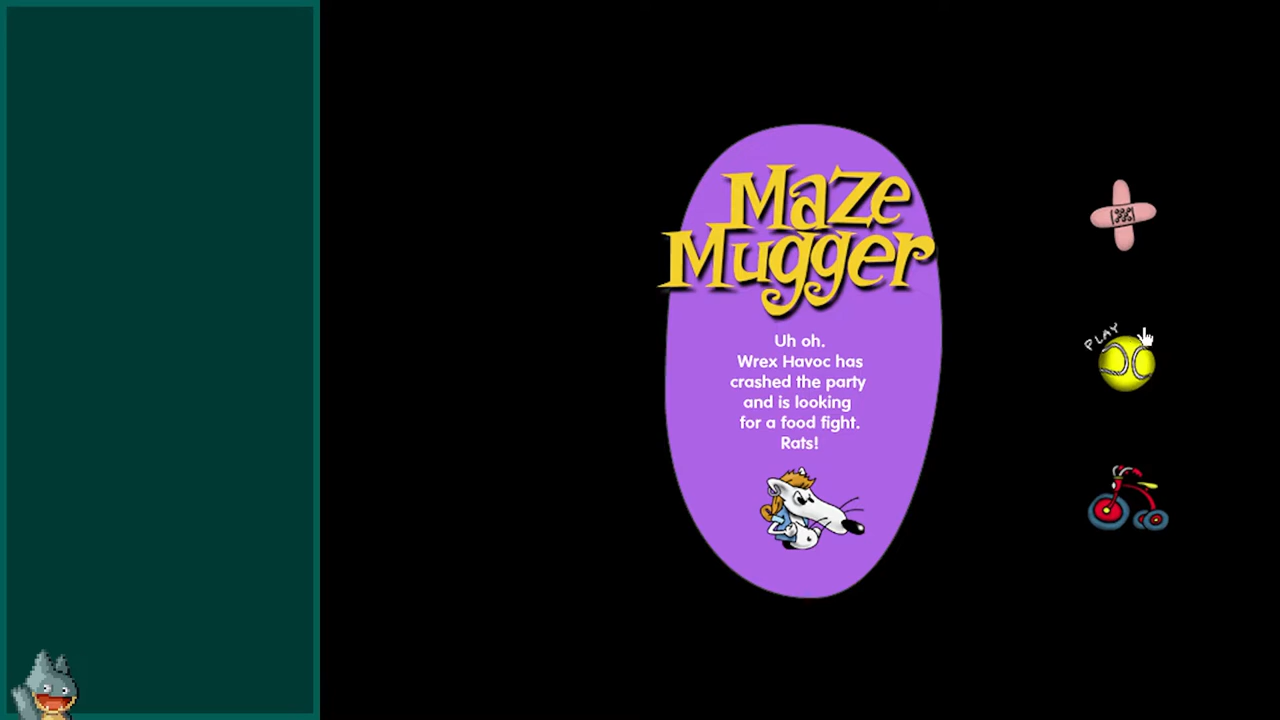 Maze
Mugger
Uh oh.
Wrex Havoc has
crashed the party
and is looking
for a food fight.
Rats!
PLAY